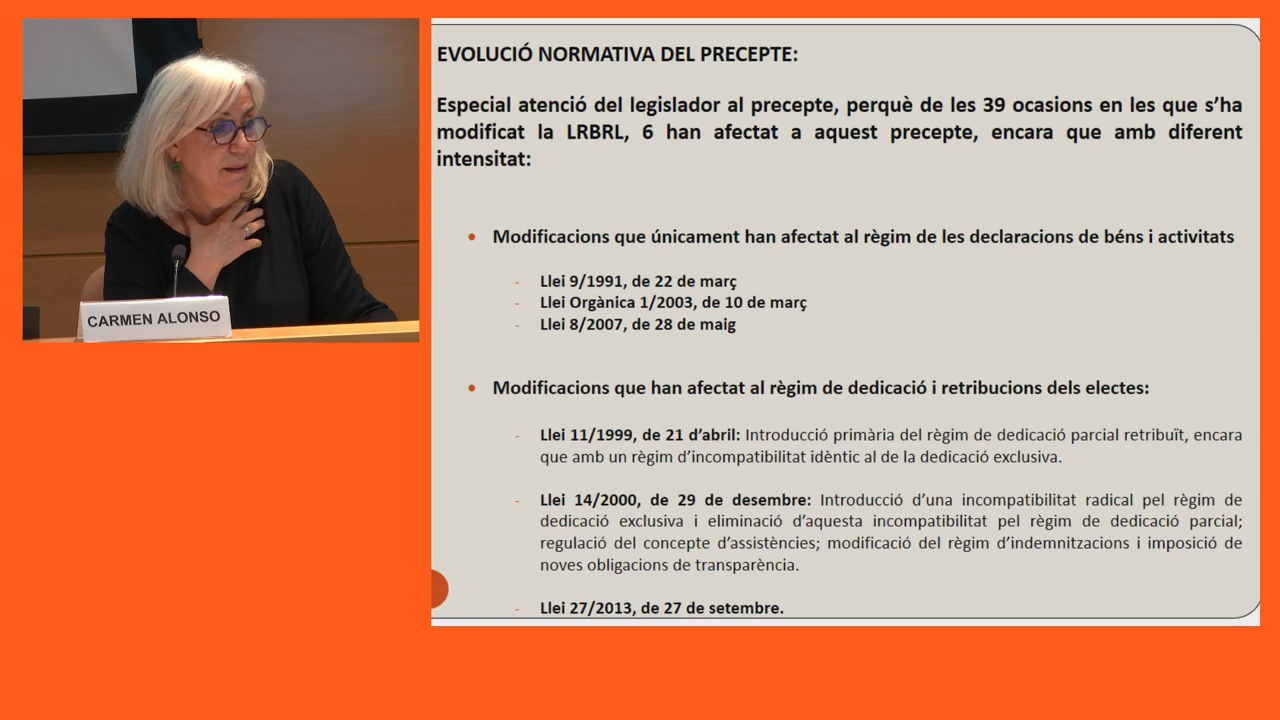 CARMEN ALONSO
EVOLUCIÓ NORMATIVA DEL PRECEPTE:
Especial atenció del legislador al precepte, perquè de les 39 ocasions en les que s’ha
modificat la LRBRL, 6 han afectat a aquest precepte, encara que amb diferent
intensitat:
• Modificacions que únicament han afectat al règim de les declaracions de béns i activitats
- Llei 9/1991, de 22 de març
- Llei Orgànica 1/2003, de 10 de març
- Llei 8/2007, de 28 de maig
• Modificacions que han afectat al règim de dedicació i retribucions dels electes:
- Llei 11/1999, de 21 d’abril: Introducció primària del règim de dedicació parcial retribuït, encara
que amb un règim d’incompatibilitat idèntic al de la dedicació exclusiva.
- Llei 14/2000, de 29 de desembre: Introducció d’una incompatibilitat radical pel règim de
dedicació exclusiva i eliminació d’aquesta incompatibilitat pel règim de dedicació parcial;
regulació del concepte d’assistències; modificació del règim d’indemnitzacions i imposició de
noves obligacions de transparència.
- Llei 27/2013, de 27 de setembre.